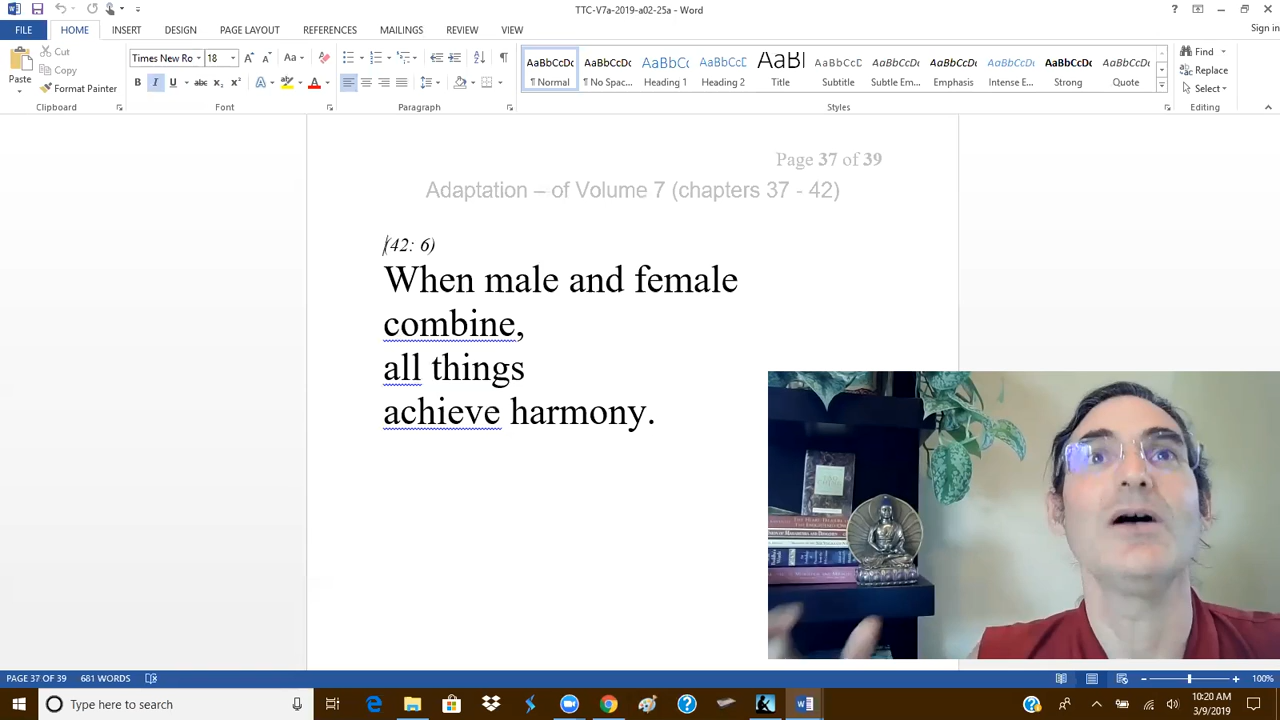 TTC-V7a-2019-a02-25a - Word
Sign in
FILE HOME INSERT DESIGN PAGE LAYOUT REFERENCES MAILINGS REVIEW VIEW
Paste
Cut
Copy
Format Painter
Clipboard
Times New Ro 18
Font
Paragraph
AaBbCcDc AaBbCcDc AaBbC AaBbCc AaBl AaBbCcC AaBbCcDc AaBbCcDc AaBbCcDc AaBbCcDc AaBbCcDc
¶ Normal ¶ No Spac... Heading 1 Heading 2 Title Subtitle Subtle Em... Emphasis Intense E... Strong Quote
Styles
Find
Replace
Select
Editing
Page 37 of 39
Adaptation – of Volume 7 (chapters 37 - 42)
(42: 6)
When male and female
combine,
all things
achieve harmony.
PAGE 37 OF 39 681 WORDS
100%
Type here to search
10:20 AM
3/9/2019